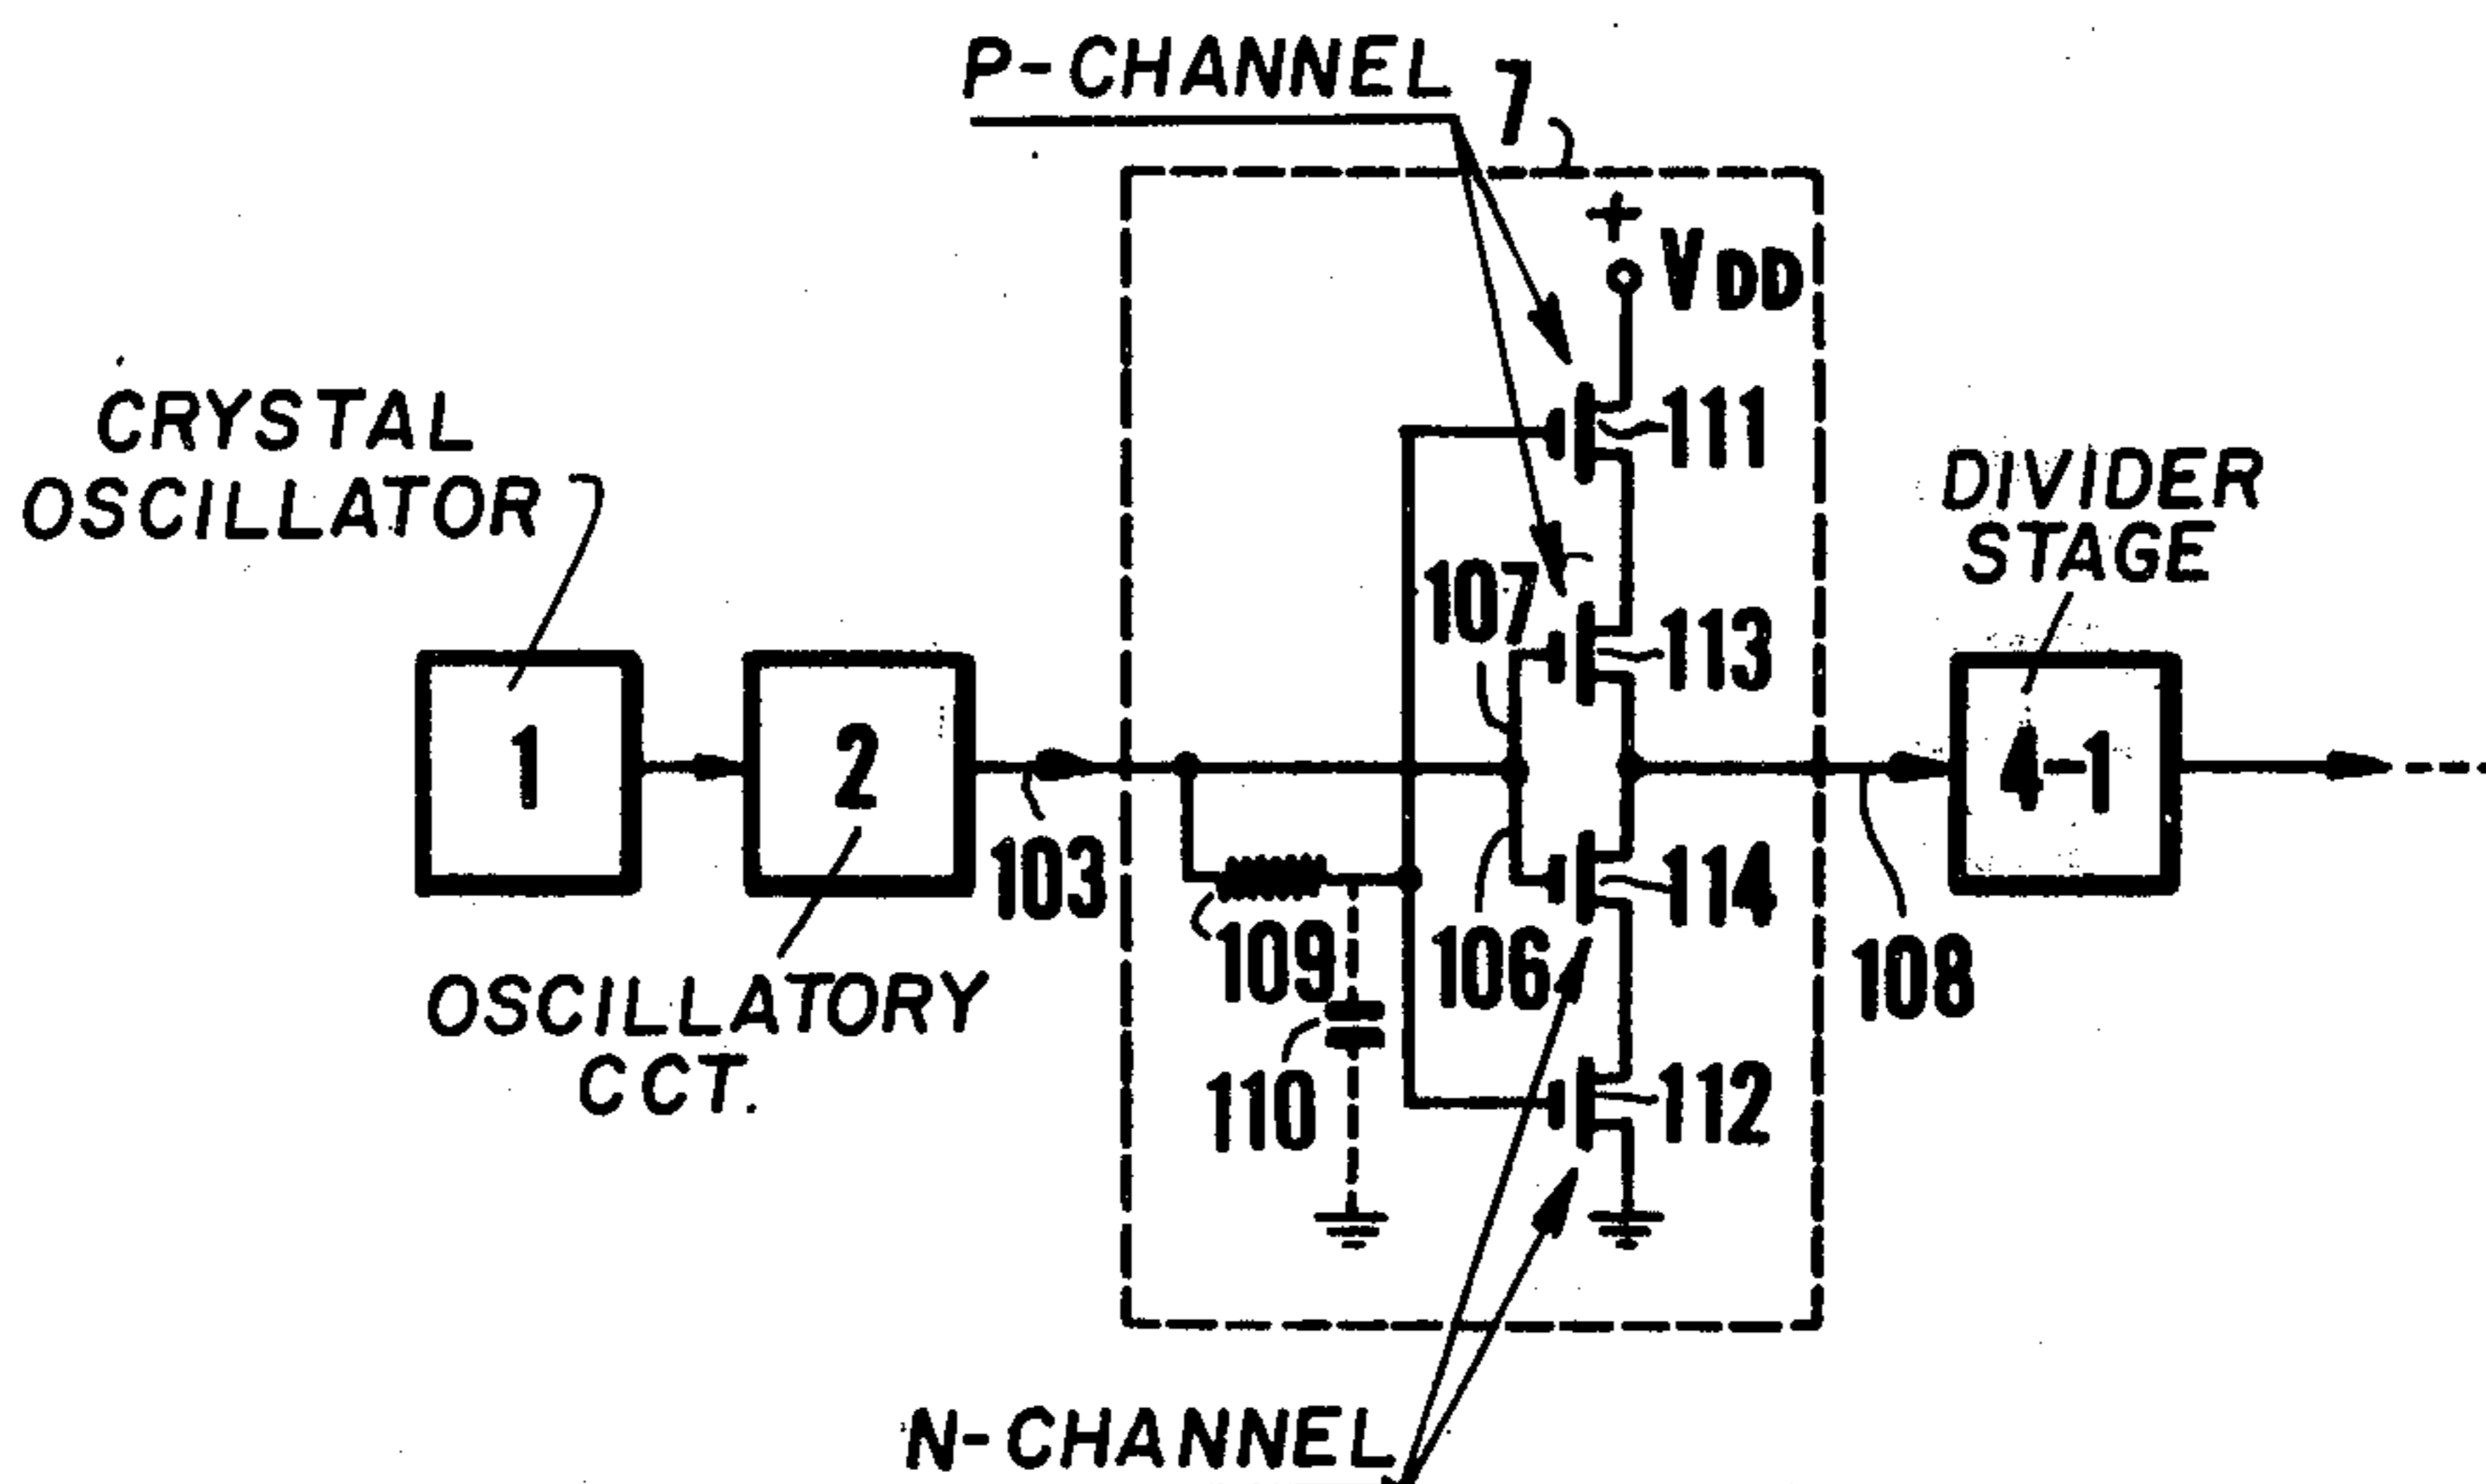 P-CHANNEL
7
+
VDD
CRYSTAL
OSCILLATOR
111
DIVIDER
STAGE
107
113
1
2
4-1
103
114
109
106
108
OSCILLATORY
CCT.
110
112
N-CHANNEL